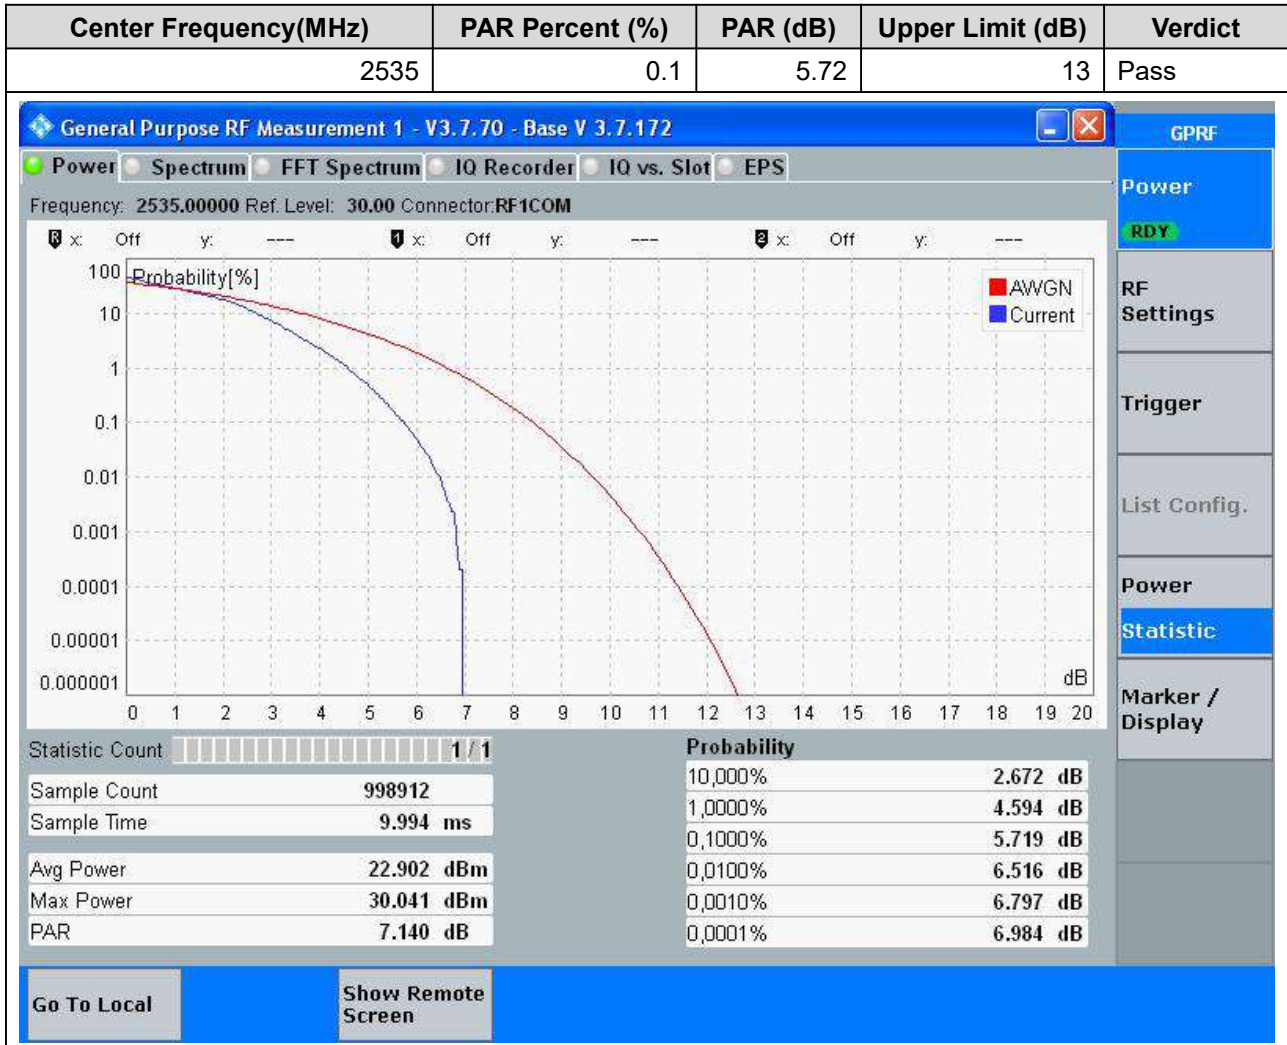 Center Frequency(MHz) PAR Percent (%) PAR (dB) Upper Limit (dB) Verdict
2535 0.1 5.72 13 Pass
General Purpose RF Measurement 1 - V3.7.70 - Base V 3.7.172
GPRF
Power Spectrum FFT Spectrum IQ Recorder IQ vs. Slot EPS
Frequency: 2535.00000 Ref. Level: 30.00 Connector:RF1COM
R x: Off y: --- 1 x: Off y: --- 2 x: Off y: ---
Probability[%]
100
10
1
0.1
0.01
0.001
0.0001
0.00001
0.000001
AWGN
Current
dB
0 1 2 3 4 5 6 7 8 9 10 11 12 13 14 15 16 17 18 19 20
Statistic Count 1 / 1
Sample Count 998912
Sample Time 9.994 ms
Avg Power 22.902 dBm
Max Power 30.041 dBm
PAR 7.140 dB
Probability
10,000% 2.672 dB
1,0000% 4.594 dB
0,1000% 5.719 dB
0,0100% 6.516 dB
0,0010% 6.797 dB
0,0001% 6.984 dB
Power
RDY
RF
Settings
Trigger
List Config.
Power
Statistic
Marker /
Display
Go To Local
Show Remote
Screen